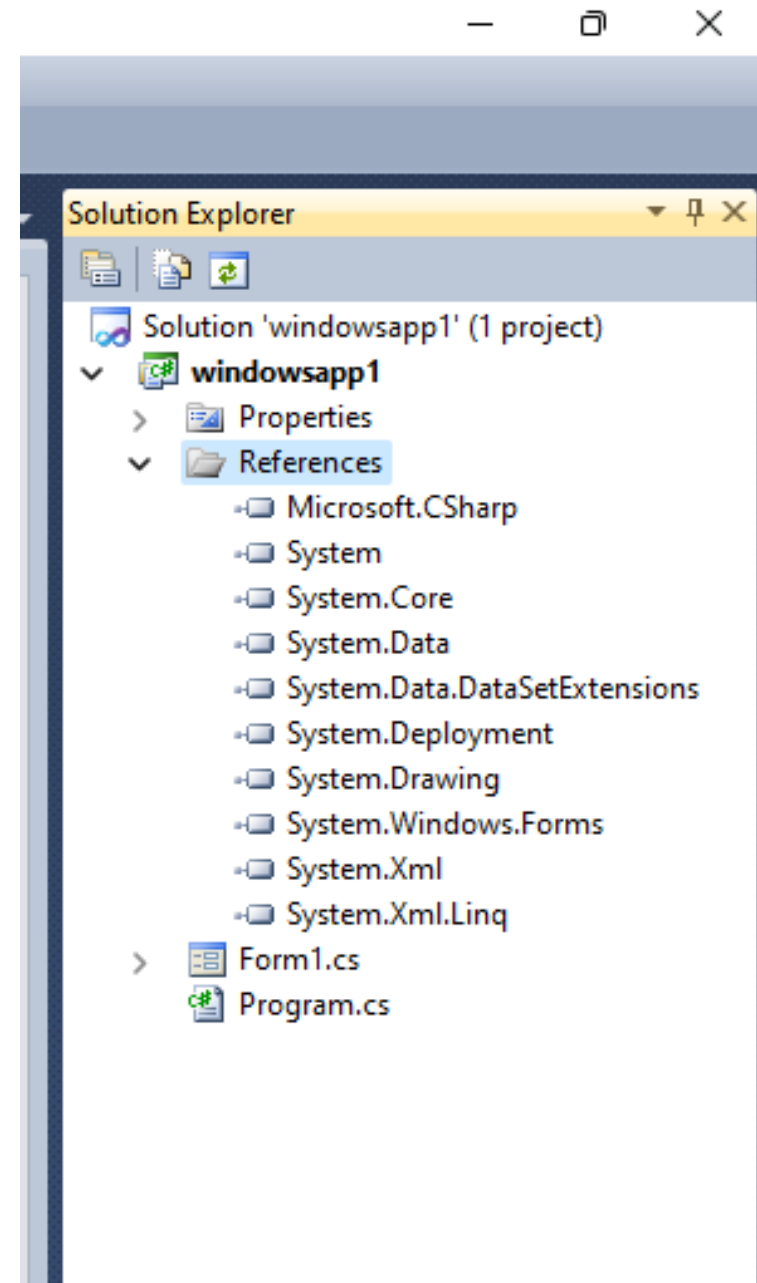 Solution Explorer
Solution 'windowsapp1' (1 project)
windowsapp1
Properties
References
Microsoft.CSharp
System
System.Core
System.Data
System.Data.DataSetExtensions
System.Deployment
System.Drawing
System.Windows.Forms
System.Xml
System.Xml.Linq
Form1.cs
Program.cs